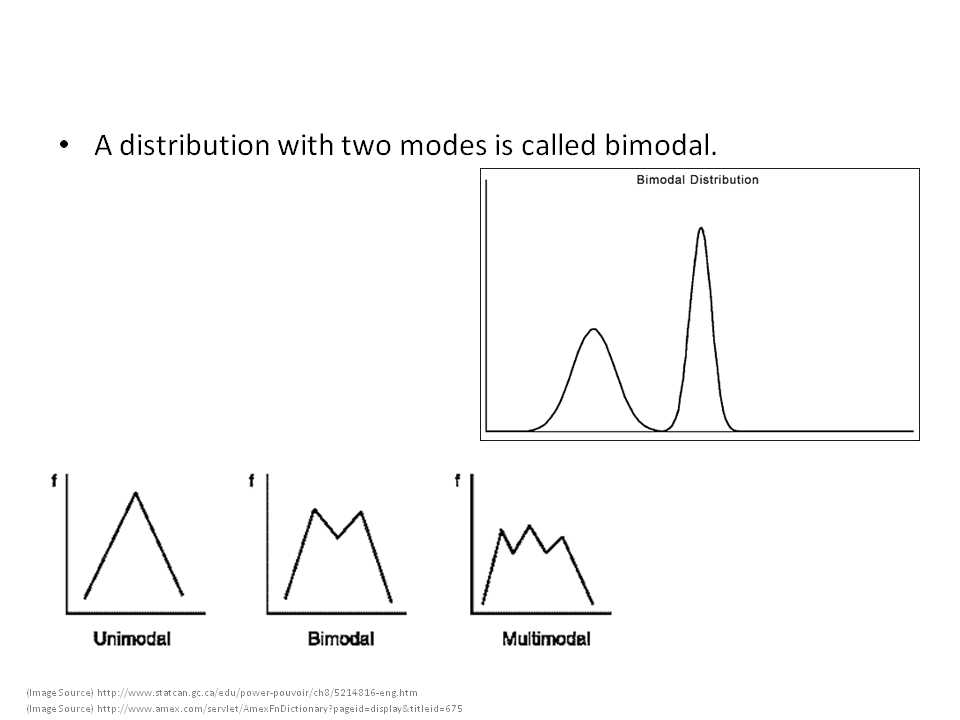 • A distribution with two modes is called bimodal.
Bimodal Distribution
f
f
f
Unimodal
Bimodal
Multimodal
(Image Source) http://www.statcan.gc.ca/edu/power-pouvoir/ch8/5214816-eng.htm
(Image Source) http://www.amex.com/servlet/AmexFnDictionary?pageid=display&titleid=675